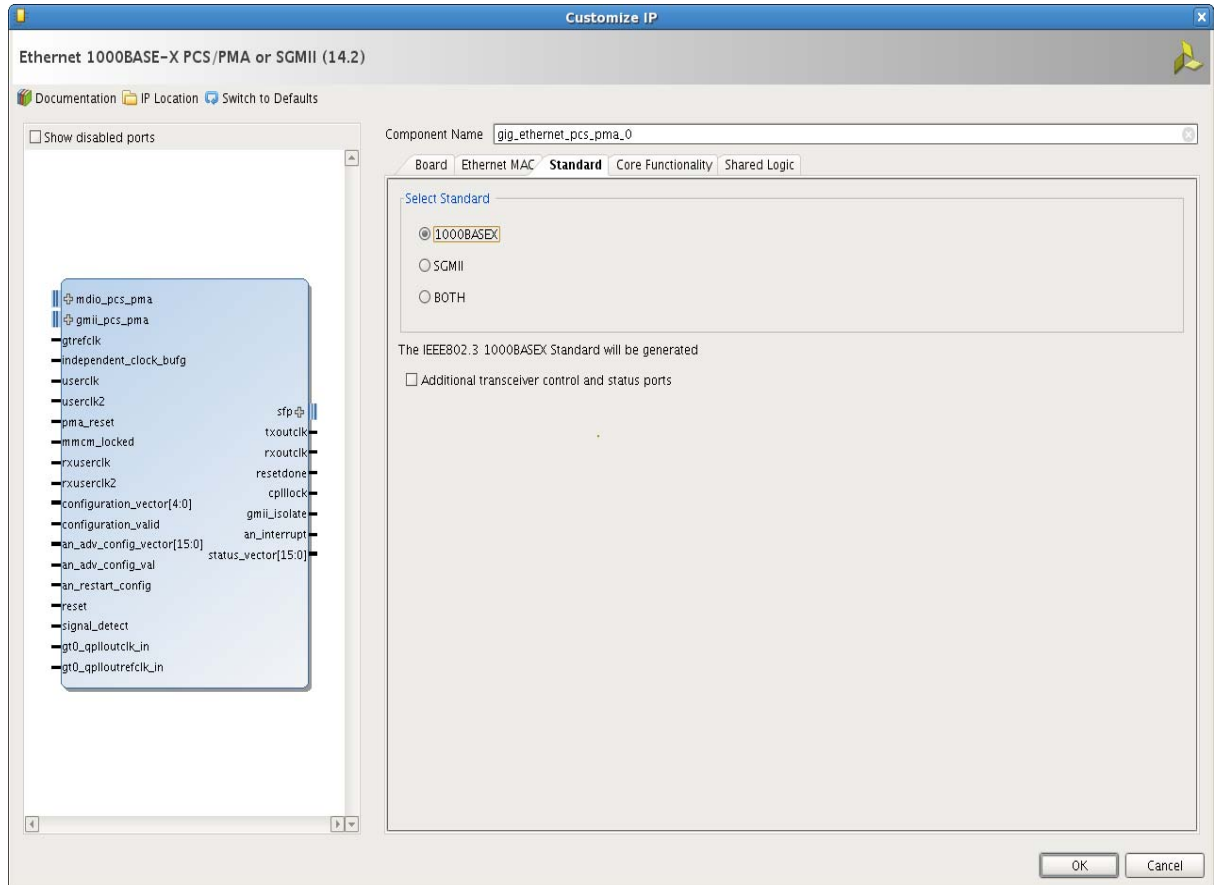 Customize IP
Ethernet 1000BASE-X PCS/PMA or SGMII (14.2)
Documentation IP Location Switch to Defaults
Show disabled ports
mdio_pcs_pma
gmii_pcs_pma
gtrefclk
independent_clock_bufg
userclk
userclk2
pma_reset
mmcm_locked
rxuserclk
rxuserclk2
configuration_vector[4:0]
configuration_valid
an_adv_config_vector[15:0]
an_adv_config_val
an_restart_config
reset
signal_detect
gt0_qplloutclk_in
gt0_qplloutrefclk_in
sfp
txoutclk
rxoutclk
resetdone
cplllock
gmii_isolate
an_interrupt
status_vector[15:0]
Component Name gig_ethernet_pcs_pma_0
Board Ethernet MAC Standard Core Functionality Shared Logic
Select Standard
1000BASEX
SGMII
BOTH
The IEEE802.3 1000BASEX Standard will be generated
Additional transceiver control and status ports
OK Cancel